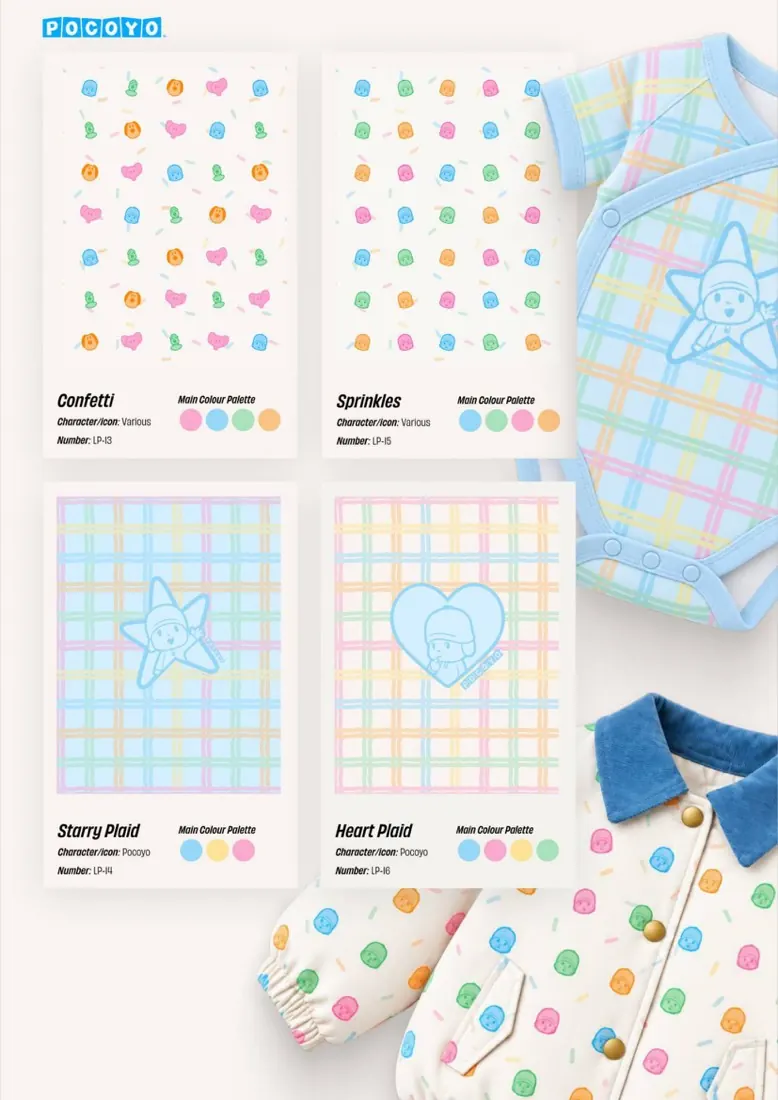 POCOYO
Confetti
Main Colour Palette
Character/icon: Various
Number: LP-13
Sprinkles
Main Colour Palette
Character/icon: Various
Number: LP-15
Starry Plaid
Main Colour Palette
Character/icon: Pocoyo
Number: LP-14
POCOYO
Heart Plaid
Main Colour Palette
Character/icon: Pocoyo
Number: LP-16